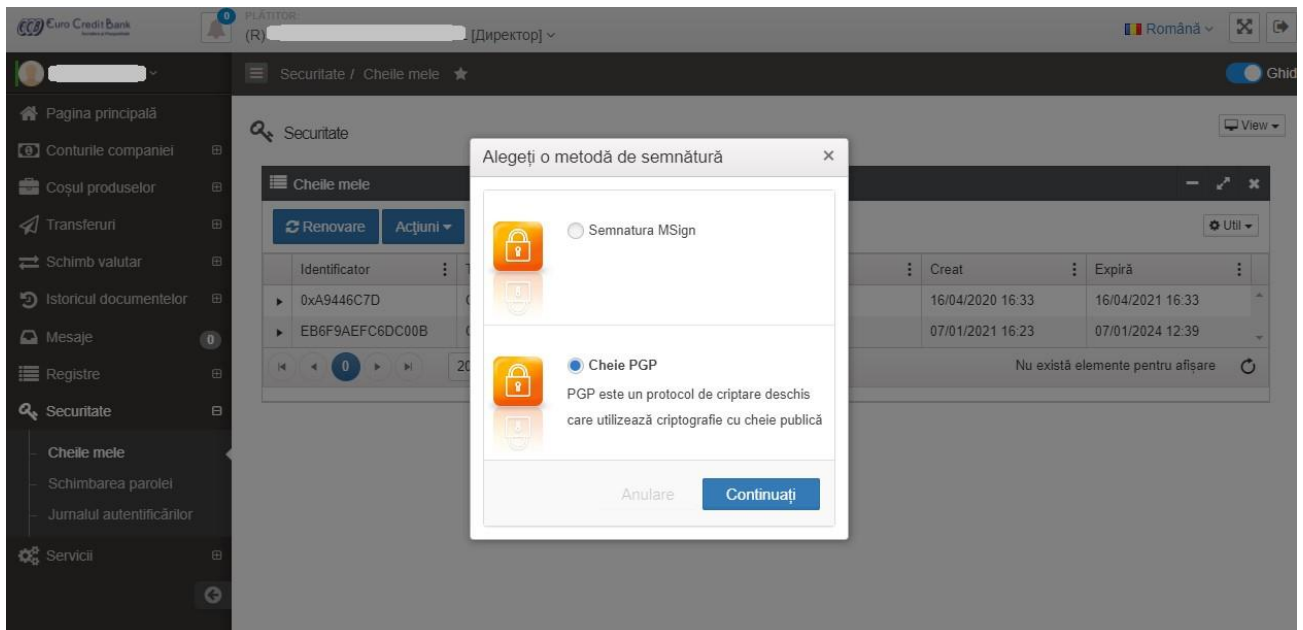 Euro Credit Bank
0
PLĂTITOR:
(R)
[Директор]
Română
Securitate / Cheile mele
Ghid
Pagina principală
Conturile companiei
Coșul produselor
Transferuri
Schimb valutar
Istoricul documentelor
Mesaje
0
Registre
Securitate
Cheile mele
Schimbarea parolei
Jurnalul autentificărilor
Servicii
Securitate
View
Cheile mele
Renovare
Acțiuni
Util
Identificator
Creat
Expiră
0xA9446C7D
16/04/2020 16:33
16/04/2021 16:33
EB6F9AEFC6DC00B
07/01/2021 16:23
07/01/2024 12:39
0
20
Nu există elemente pentru afișare
Alegeți o metodă de semnătură
Semnatura MSign
Cheie PGP
PGP este un protocol de criptare deschis
care utilizează criptografie cu cheie publică
Anulare
Continuați